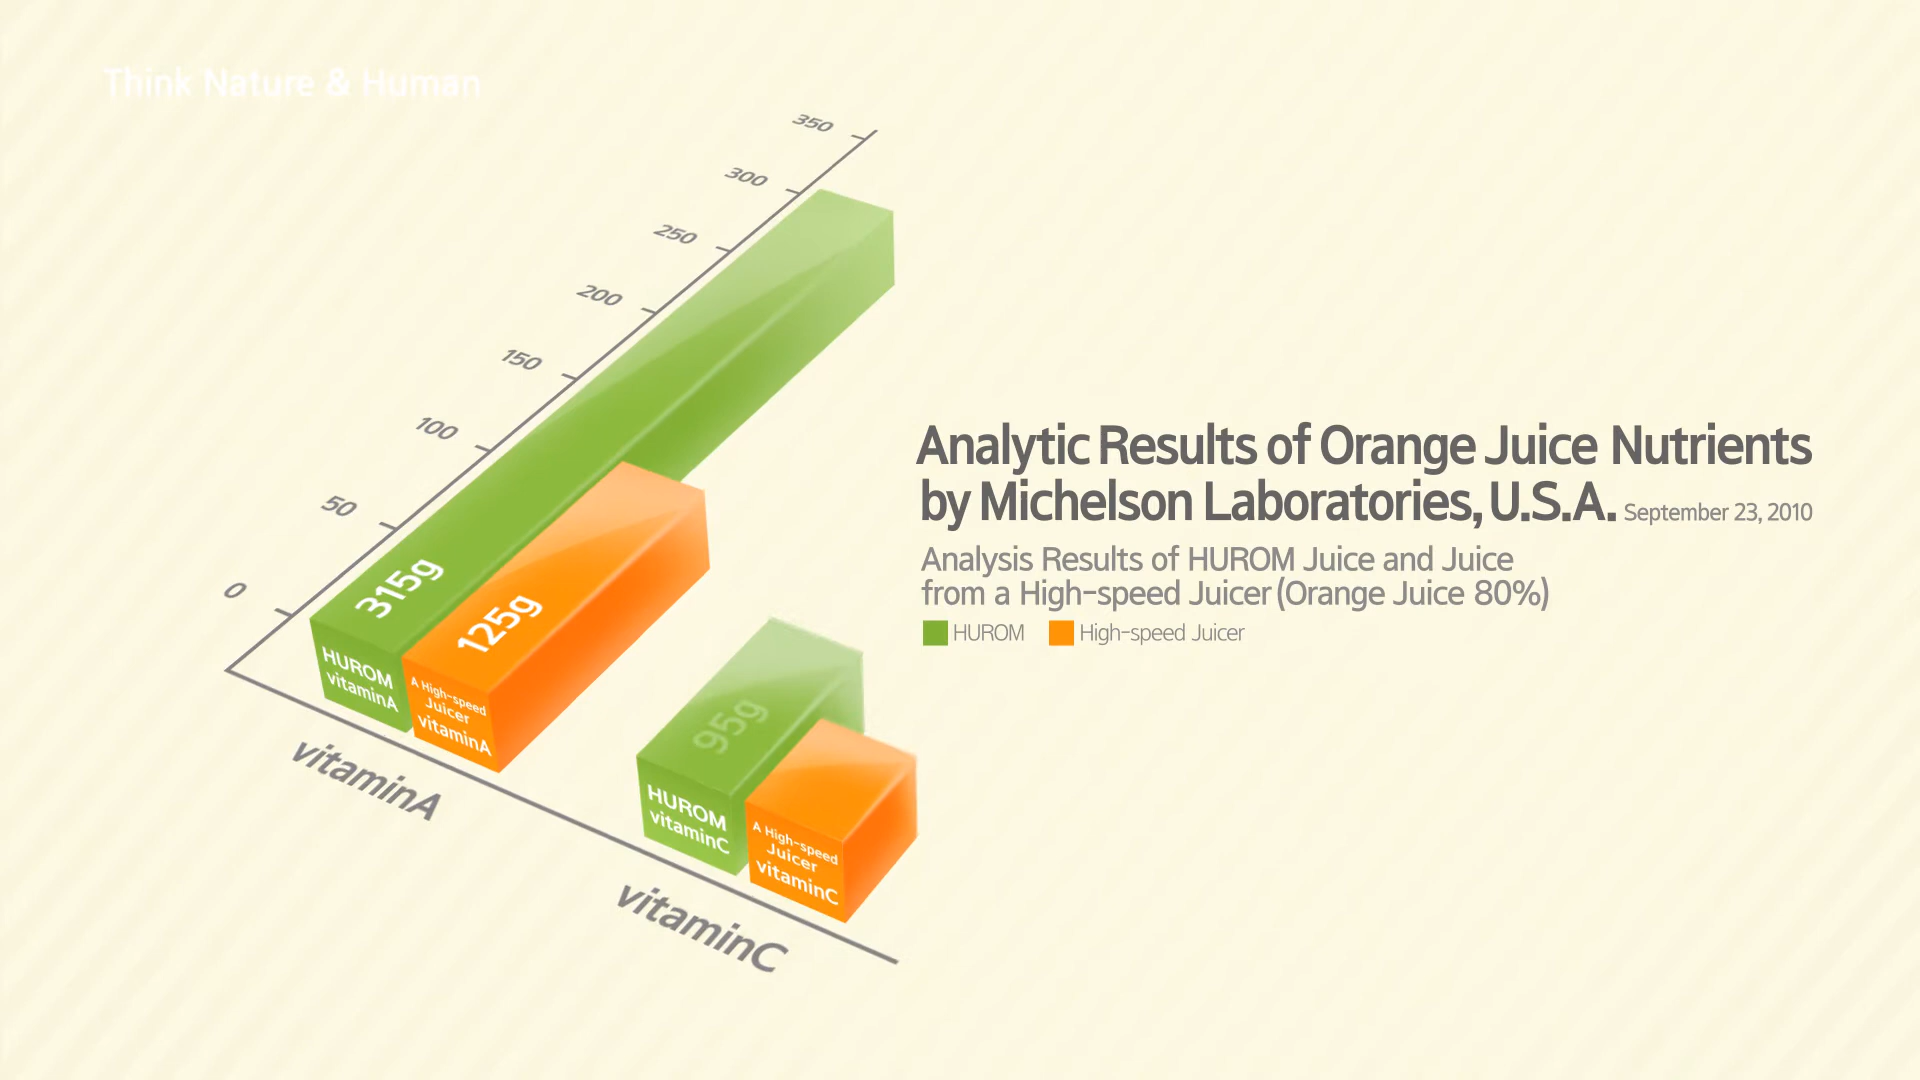 Think Nature & Human
350
300
250
200
150
100
50
0
315g
125g
95g
HUROM
vitaminA
A High-speed
Juicer
vitaminA
HUROM
vitaminC
A High-speed
Juicer
vitaminC
vitaminA
vitaminC
Analytic Results of Orange Juice Nutrients
by Michelson Laboratories, U.S.A. September 23, 2010
Analysis Results of HUROM Juice and Juice
from a High-speed Juicer (Orange Juice 80%)
HUROM High-speed Juicer